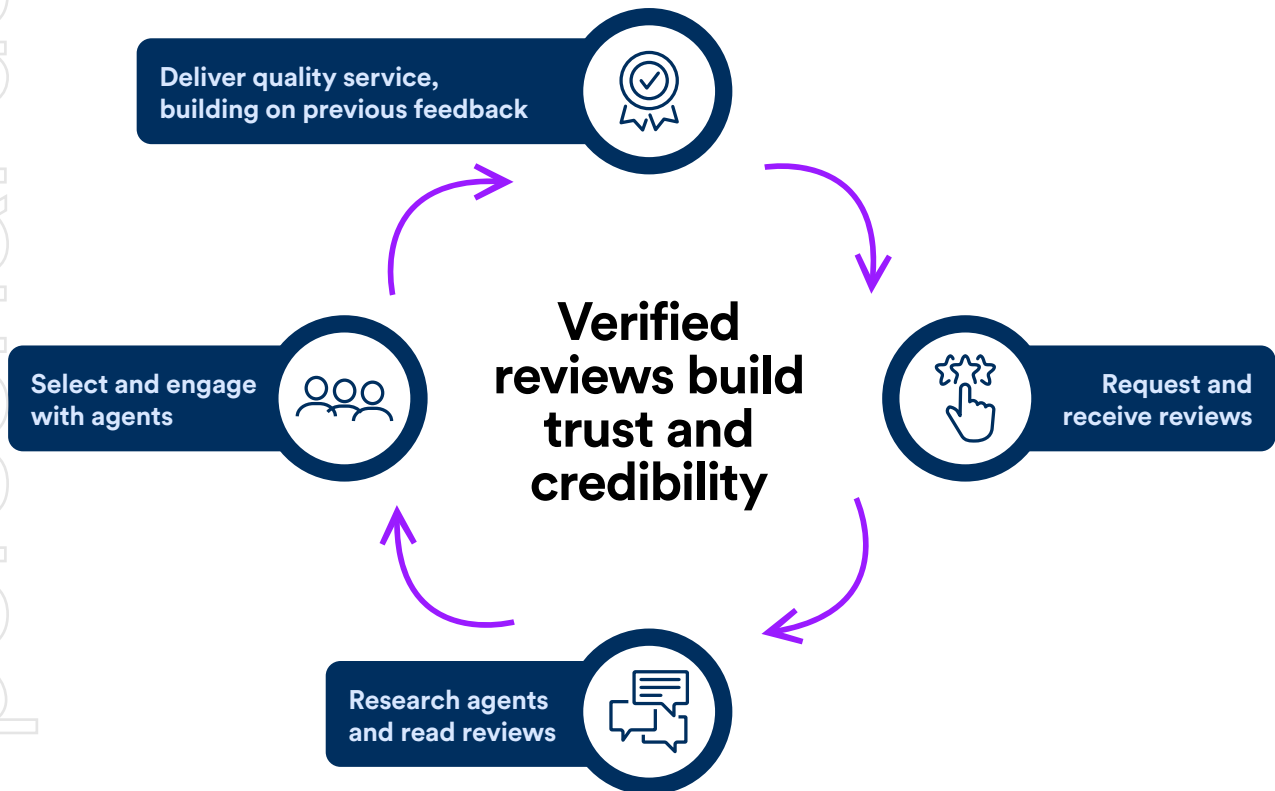 Deliver quality service,
building on previous feedback
Verified
reviews build
trust and
credibility
Select and engage
with agents
Request and
receive reviews
Research agents
and read reviews